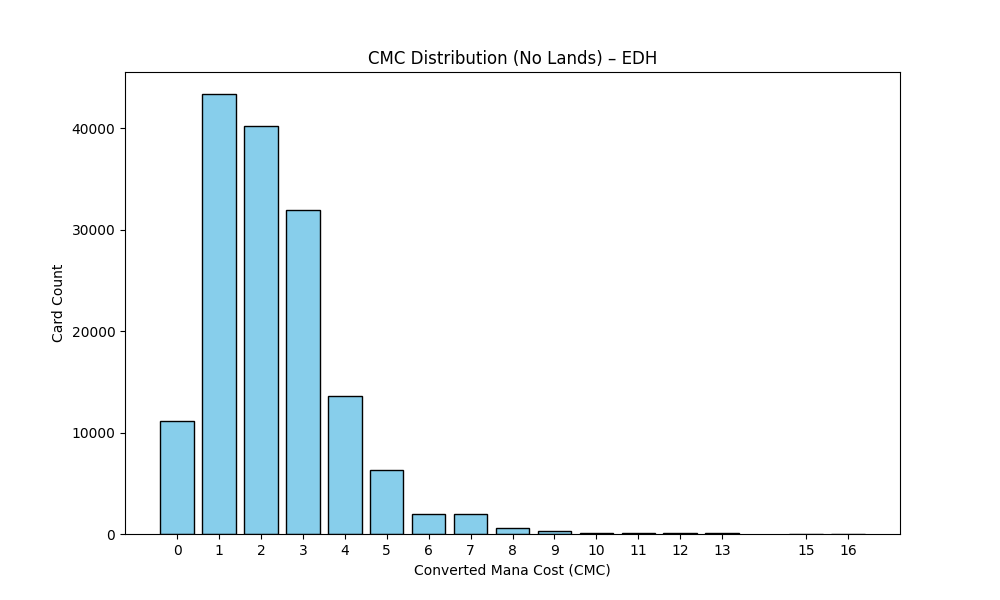 CMC Distribution (No Lands) – EDH
40000
30000
20000
10000
0
Card Count
0 1 2 3 4 5 6 7 8 9 10 11 12 13 15 16
Converted Mana Cost (CMC)